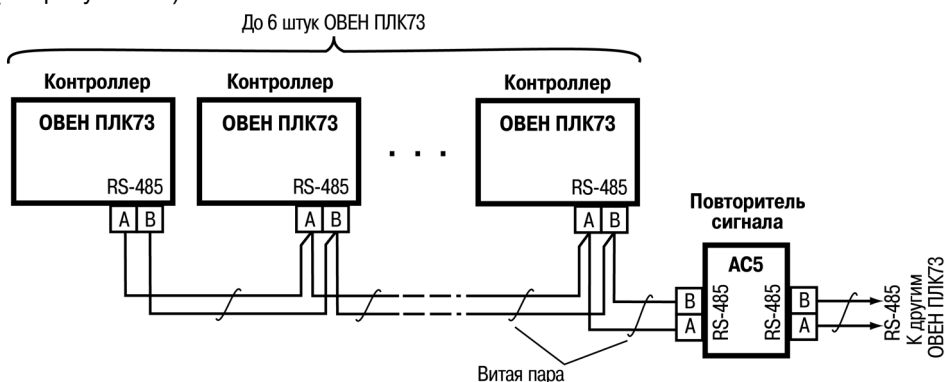 До 6 штук ОВЕН ПЛК73
Контроллер
Контроллер
Контроллер
ОВЕН ПЛК73
ОВЕН ПЛК73
ОВЕН ПЛК73
. . .
RS-485
RS-485
RS-485
A B
A B
A B
Повторитель
сигнала
АС5
B
A
RS-485
RS-485
B
A
RS-485
К другим
ОВЕН ПЛК73
Витая пара